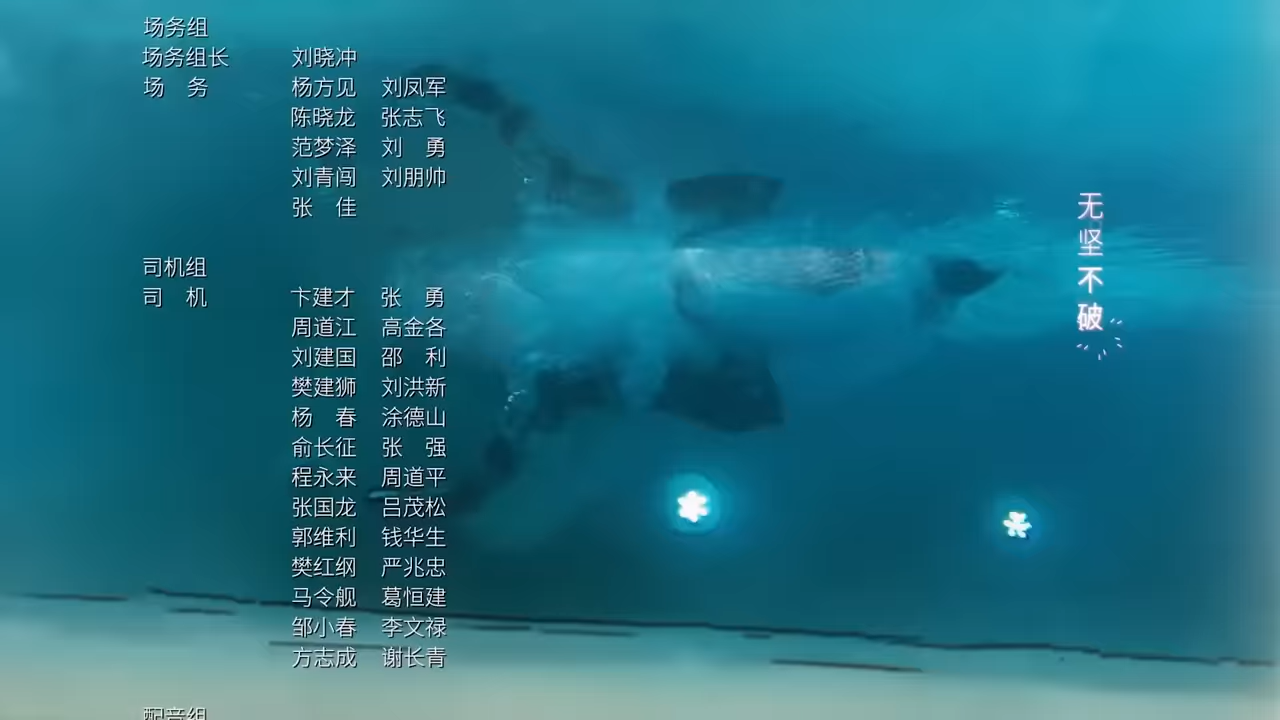 场务组
场务组长 刘晓冲
场 务 杨方见 刘凤军
陈晓龙 张志飞
范梦泽 刘 勇
刘青闯 刘朋帅
张 佳
司机组
司 机 卞建才 张 勇
周道江 高金各
刘建国 邵 利
樊建狮 刘洪新
杨 春 涂德山
俞长征 张 强
程永来 周道平
张国龙 吕茂松
郭维利 钱华生
樊红纲 严兆忠
马令舰 葛恒建
邹小春 李文禄
方志成 谢长青
配音组
无坚不破